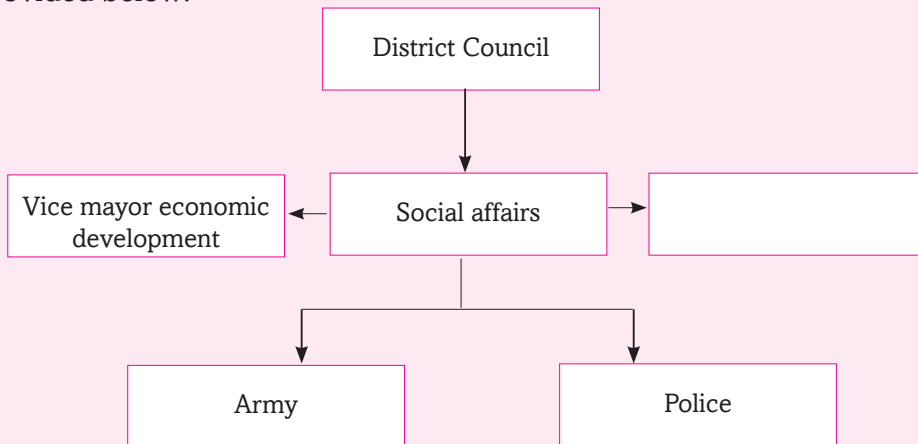 District Council
Vice mayor economic
development
Social affairs
Army
Police